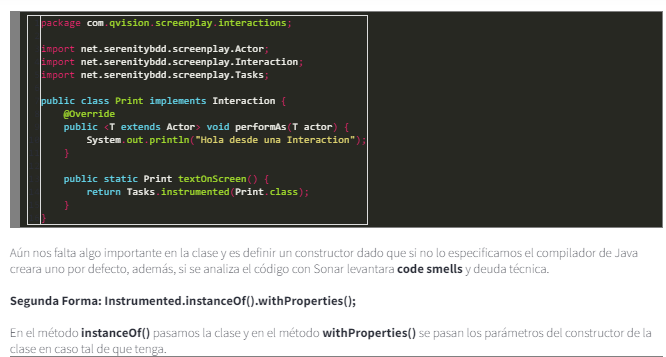 package com.qvision.screenplay.interactions;
import net.serenitybdd.screenplay.Actor;
import net.serenitybdd.screenplay.Interaction;
import net.serenitybdd.screenplay.Tasks;
public class Print implements Interaction {
@Override
public <T extends Actor> void performAs(T actor) {
System.out.println("Hola desde una Interaction");
}
public static Print textOnScreen() {
return Tasks.instrumented(Print.class);
}
}
Aún nos falta algo importante en la clase y es definir un constructor dado que si no lo especificamos el compilador de Java
creara uno por defecto, además, si se analiza el código con Sonar levantara code smells y deuda técnica.
Segunda Forma: Instrumented.instanceOf().withProperties();
En el método instanceOf() pasamos la clase y en el método withProperties() se pasan los parámetros del constructor de la
clase en caso tal de que tenga.